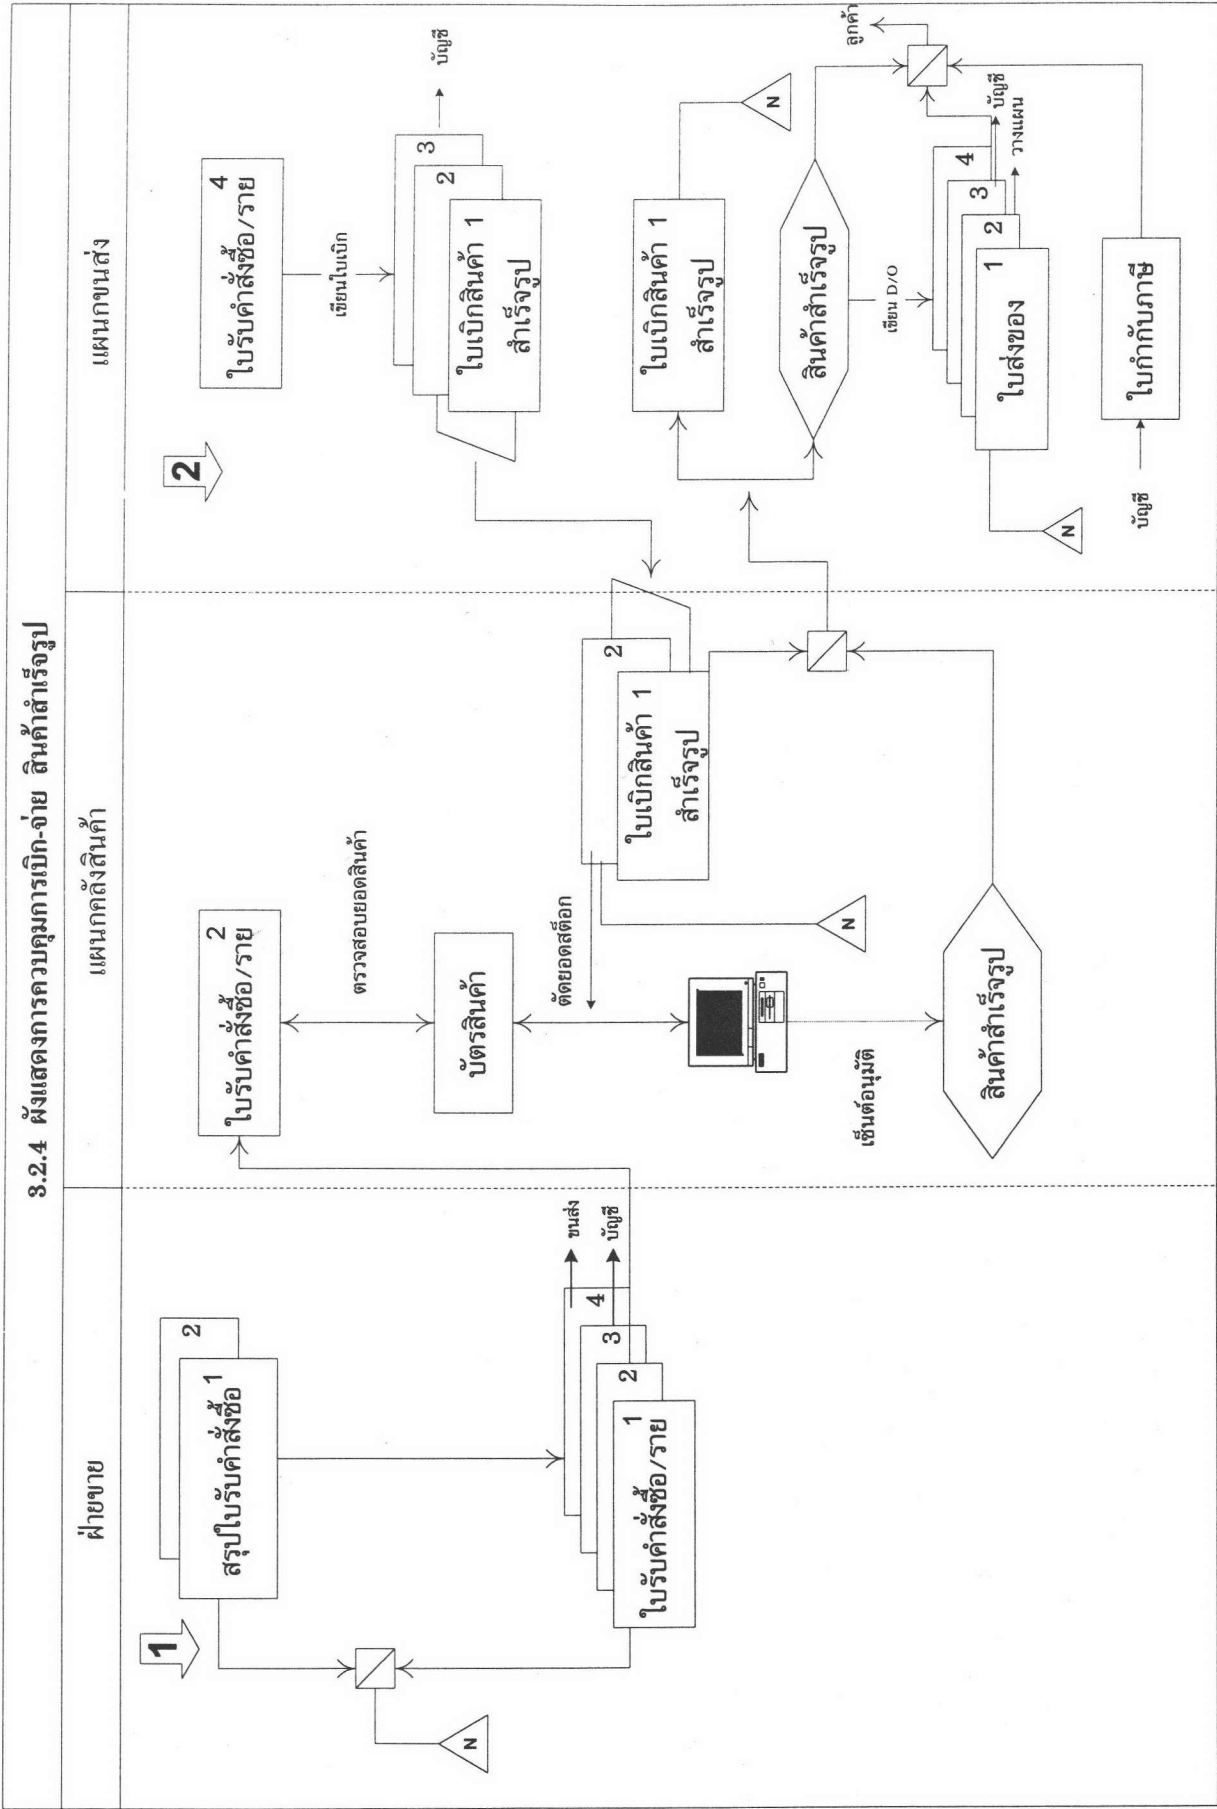 3.2.4 ผังแสดงการควบคุมการเบิก-จ่าย สินค้าสำเร็จรูป
ฝ่ายขาย
แผนกคลังสินค้า
แผนกขนส่ง
1
2
สรุปใบรับคำสั่งซื้อ 1
N
4
3
2
1
ใบรับคำสั่งซื้อ/ราย
ขนส่ง
บัญชี
2
ใบรับคำสั่งซื้อ/ราย
ตรวจสอบยอดสินค้า
บัตรสินค้า
ตัดยอดสต็อก
2
ใบเบิกสินค้า 1
สำเร็จรูป
N
เซ็นต์อนุมัติ
สินค้าสำเร็จรูป
2
4
ใบรับคำสั่งซื้อ/ราย
เขียนใบเบิก
3
บัญชี
2
ใบเบิกสินค้า 1
สำเร็จรูป
ใบเบิกสินค้า 1
สำเร็จรูป
N
สินค้าสำเร็จรูป
เขียน D/O
ลูกค้า
4
3
2
1
ใบส่งของ
บัญชี
วางแผน
N
บัญชี
ใบกำกับภาษี